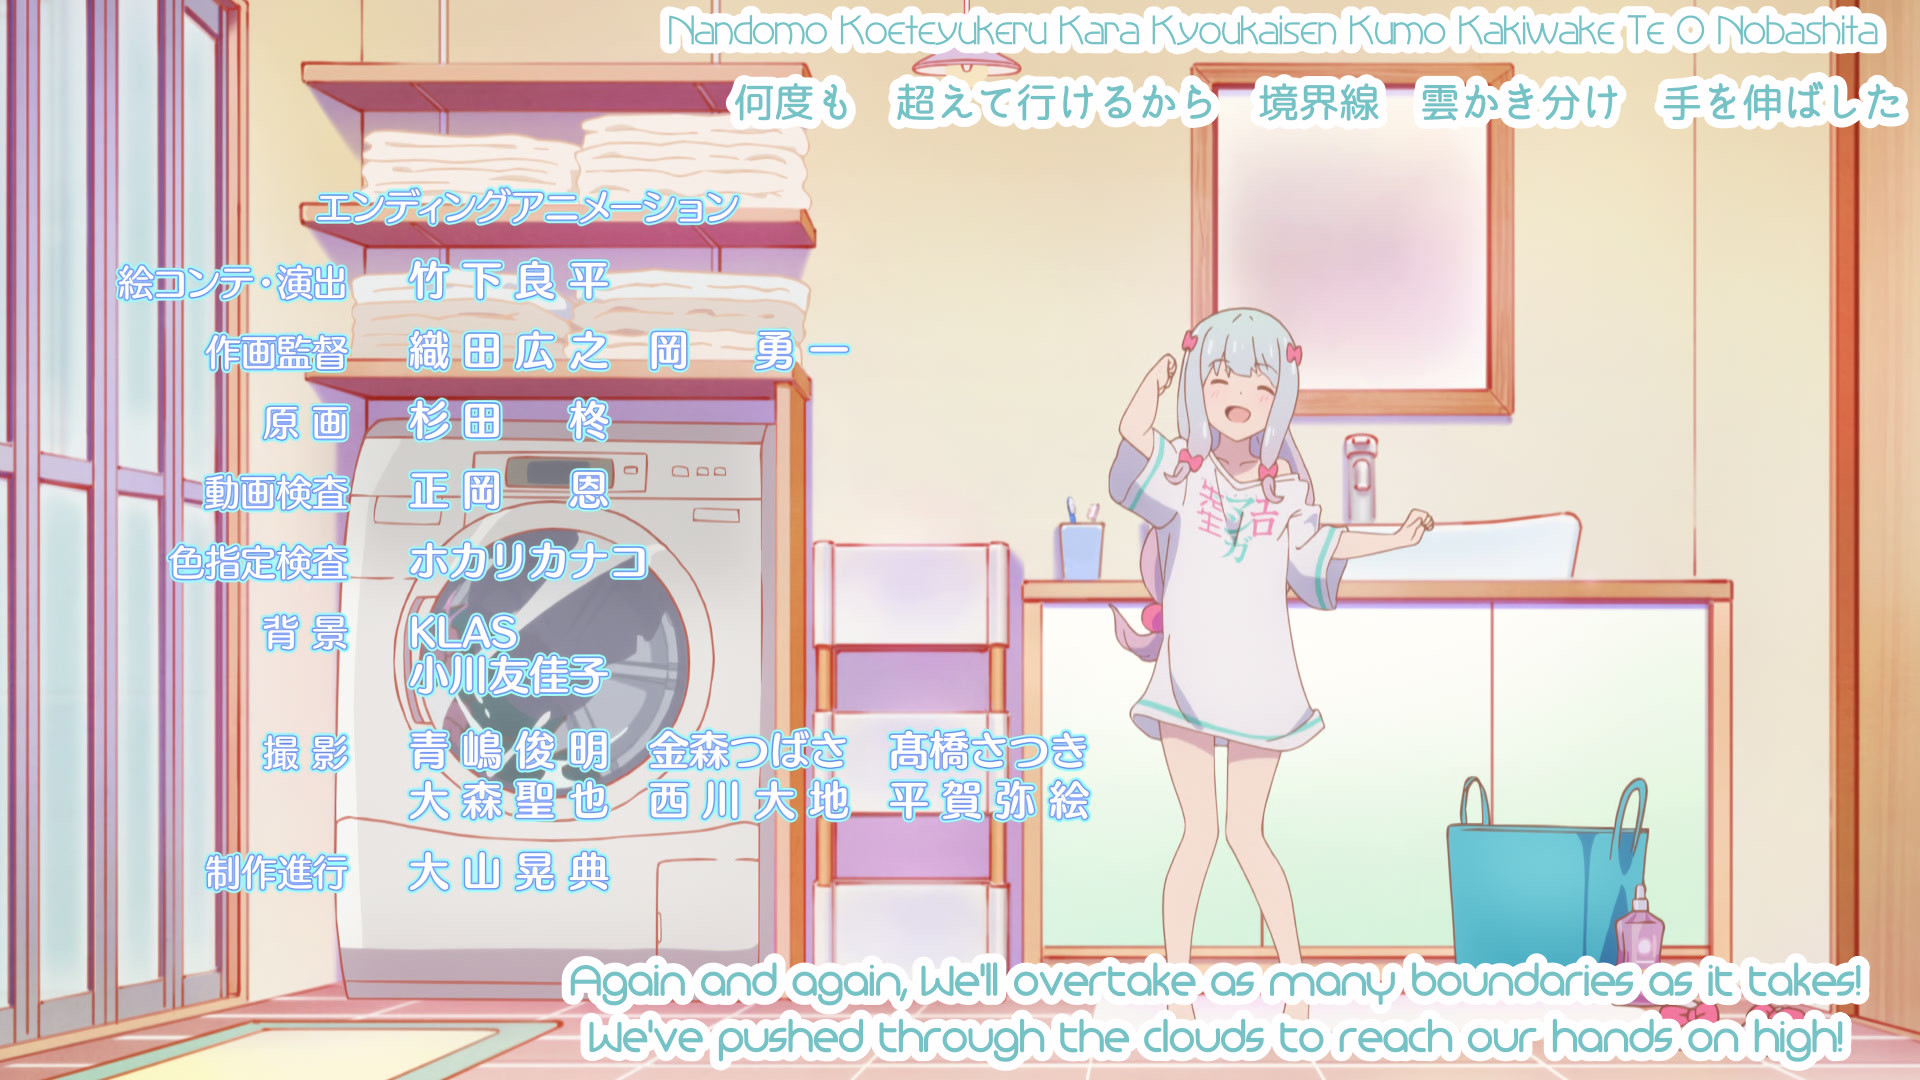 Nandomo Koeteyukeru Kara Kyoukaisen Kumo Kakiwake Te O Nobashita
何度も　超えて行けるから　境界線　雲かき分け　手を伸ばした
エンディングアニメーション
絵コンテ・演出　竹下良平
作画監督　織田広之　岡　勇一
原画　杉田　柊
動画検査　正岡　恩
色指定検査　ホカリカナコ
背景　KLAS
小川友佳子
撮影　青嶋俊明　金森つばさ　髙橋さつき
大森聖也　西川大地　平賀弥絵
制作進行　大山晃典
エロ
マンガ
先生
Again and again, We'll overtake as many boundaries as it takes!
We've pushed through the clouds to reach our hands on high!